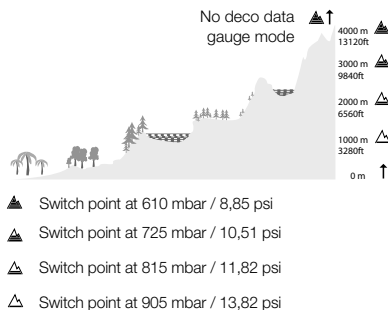 No deco data
gauge mode
4000 m
13120ft
3000 m
9840ft
2000 m
6560ft
1000 m
3280ft
0 m
Switch point at 610 mbar / 8,85 psi
Switch point at 725 mbar / 10,51 psi
Switch point at 815 mbar / 11,82 psi
Switch point at 905 mbar / 13,82 psi